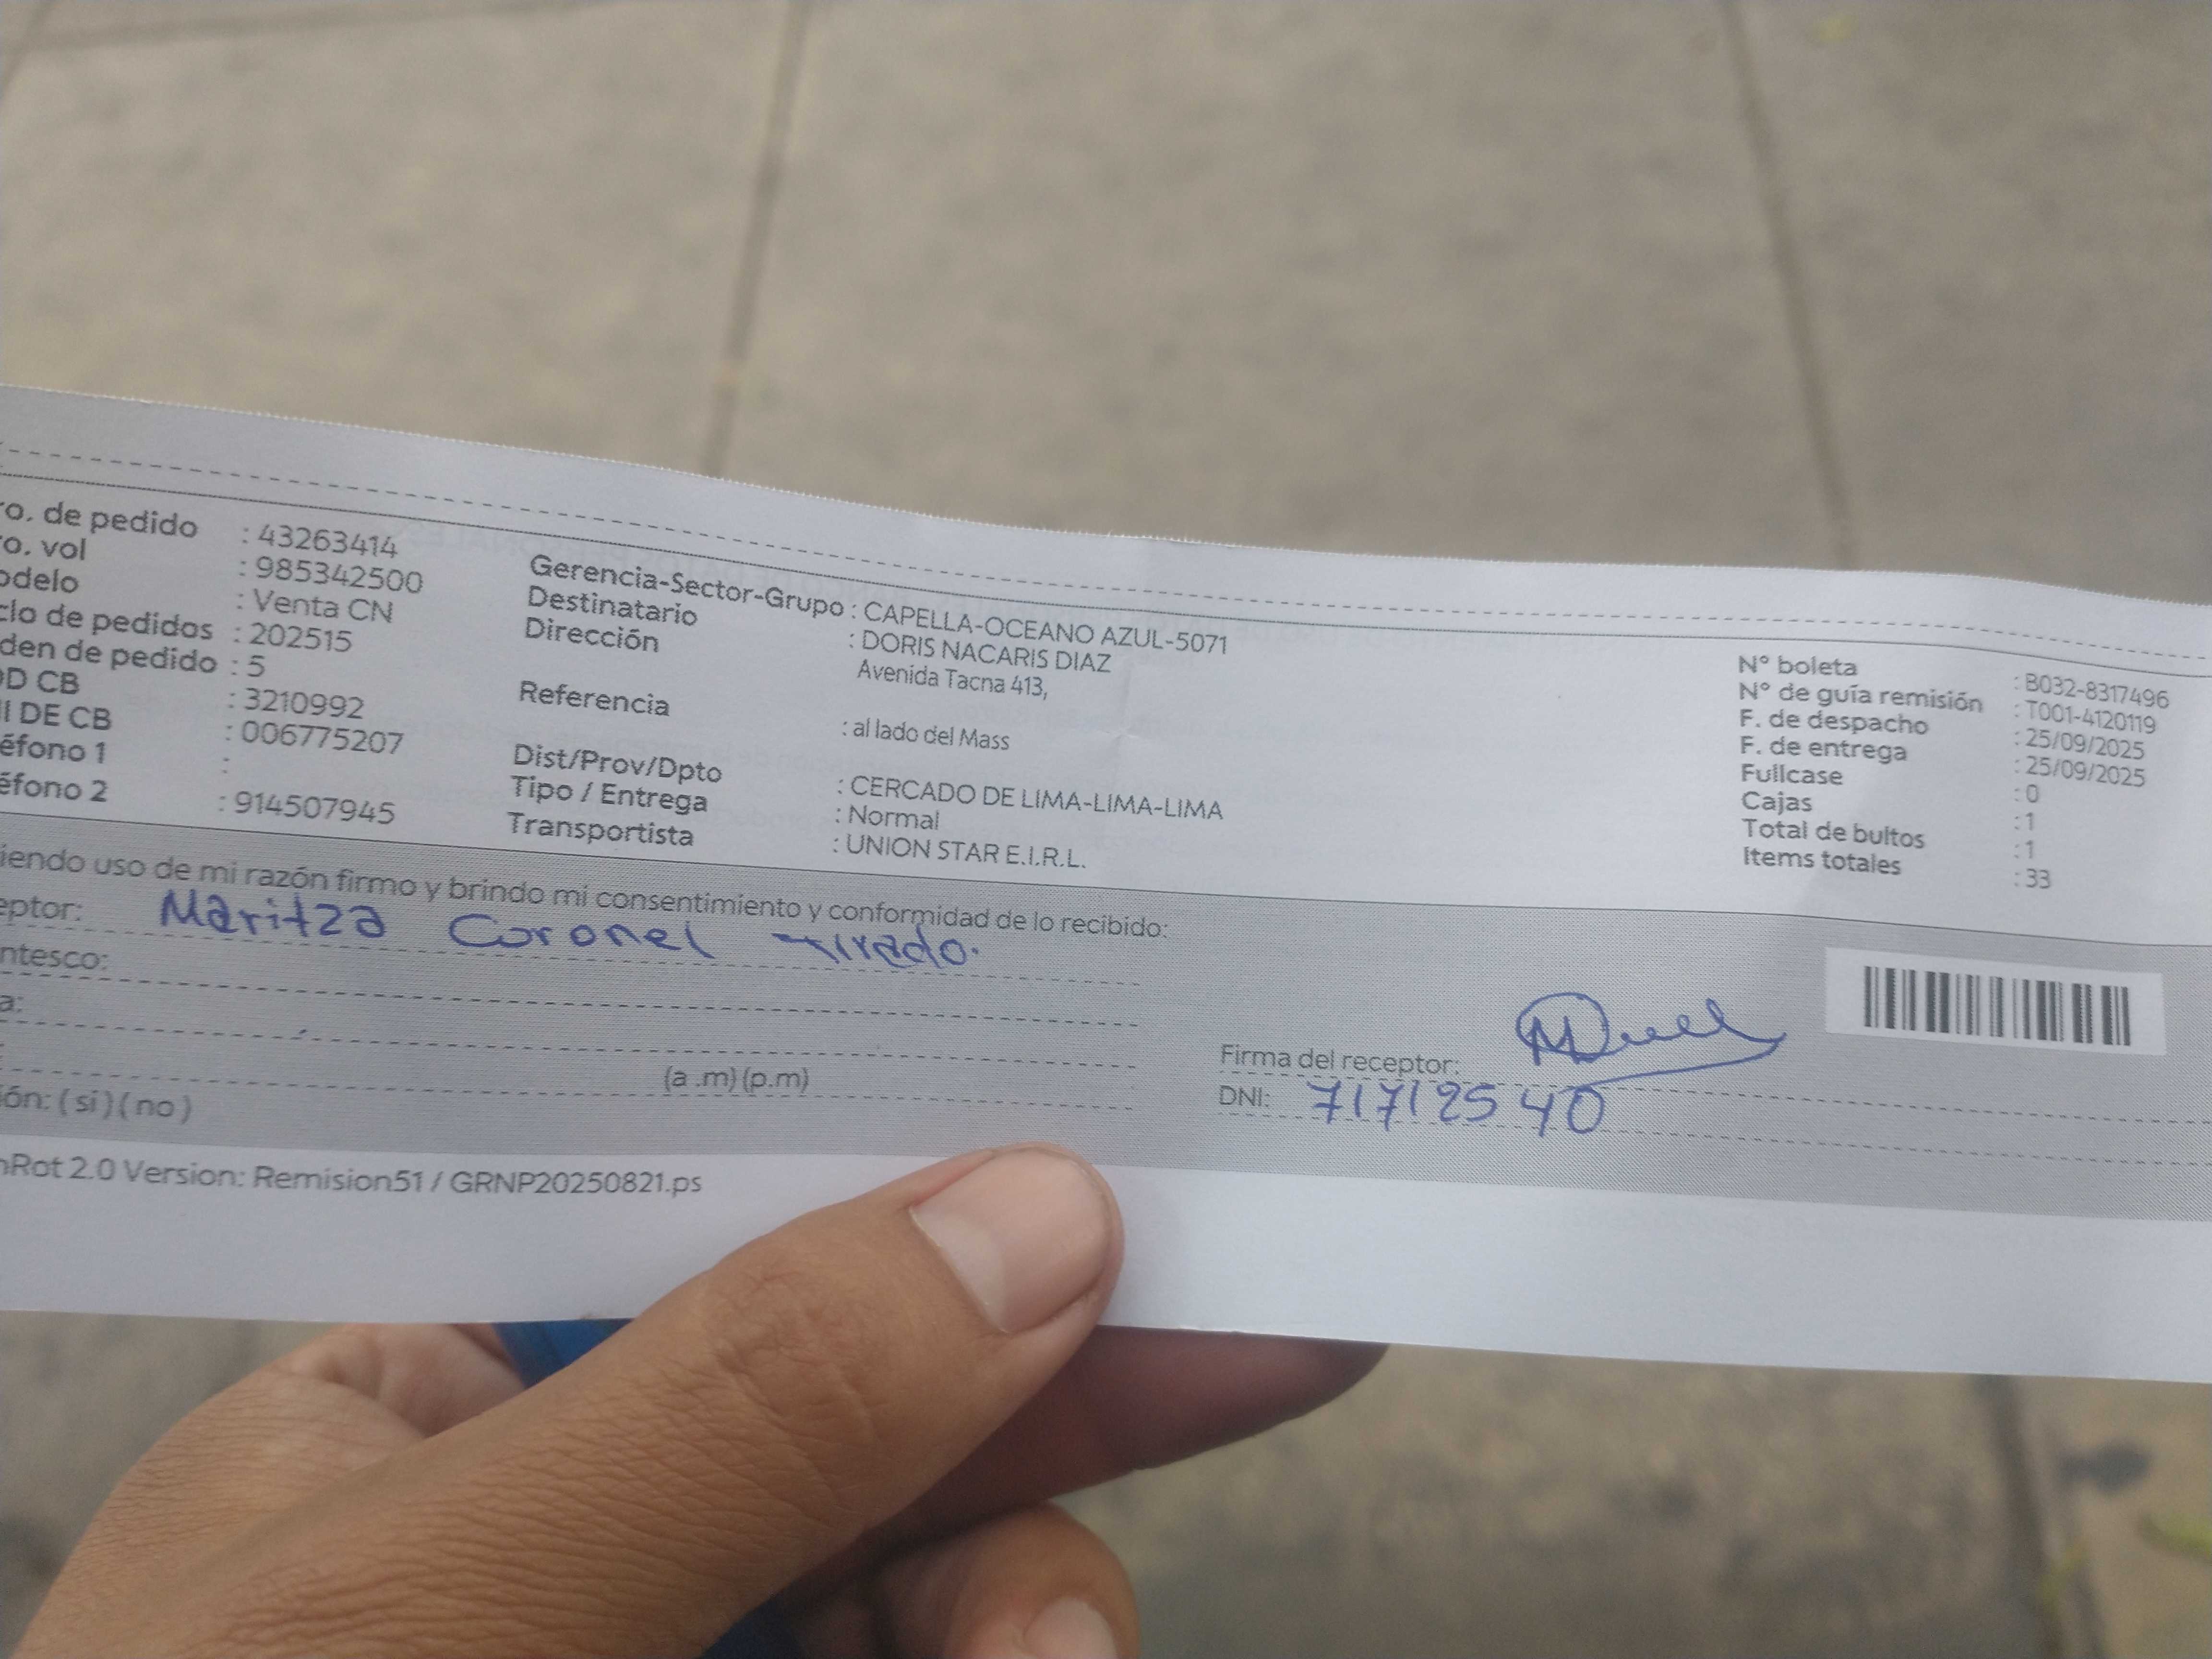 ro. de pedido : 43263414
ro. vol : 985342500
odelo : Venta CN
clo de pedidos : 202515
den de pedido : 5
OD CB : 3210992
I DE CB : 006775207
éfono 1 :
éfono 2 : 914507945
Gerencia-Sector-Grupo : CAPELLA-OCEANO AZUL-5071
Destinatario : DORIS NACARIS DIAZ
Dirección Avenida Tacna 413,
Referencia : al lado del Mass
Dist/Prov/Dpto : CERCADO DE LIMA-LIMA-LIMA
Tipo / Entrega : Normal
Transportista : UNION STAR E.I.R.L.
N° boleta : B032-8317496
N° de guía remisión : T001-4120119
F. de despacho : 25/09/2025
F. de entrega : 25/09/2025
Fullcase : 0
Cajas : 1
Total de bultos : 1
Items totales : 33
iendo uso de mi razón firmo y brindo mi consentimiento y conformidad de lo recibido:
eptor: Maritza Coronel tirado.
ntesco:
a:
(a .m) (p.m)
ón: ( si ) ( no )
Firma del receptor:
DNI: 71712540
nRot 2.0 Version: Remision51 / GRNP20250821.ps